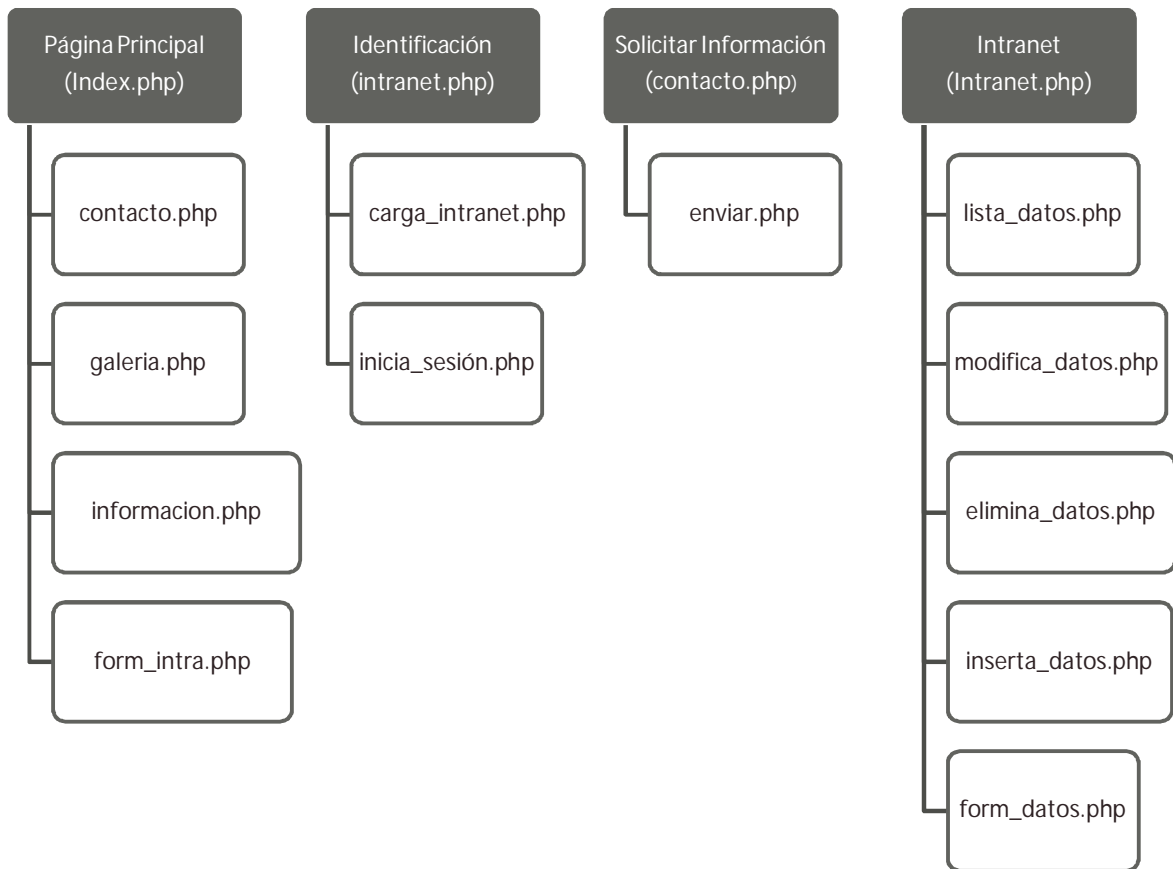 Página Principal
(Index.php)
contacto.php
galeria.php
informacion.php
form_intra.php
Identificación
(intranet.php)
carga_intranet.php
inicia_sesión.php
Solicitar Información
(contacto.php)
enviar.php
Intranet
(Intranet.php)
lista_datos.php
modifica_datos.php
elimina_datos.php
inserta_datos.php
form_datos.php